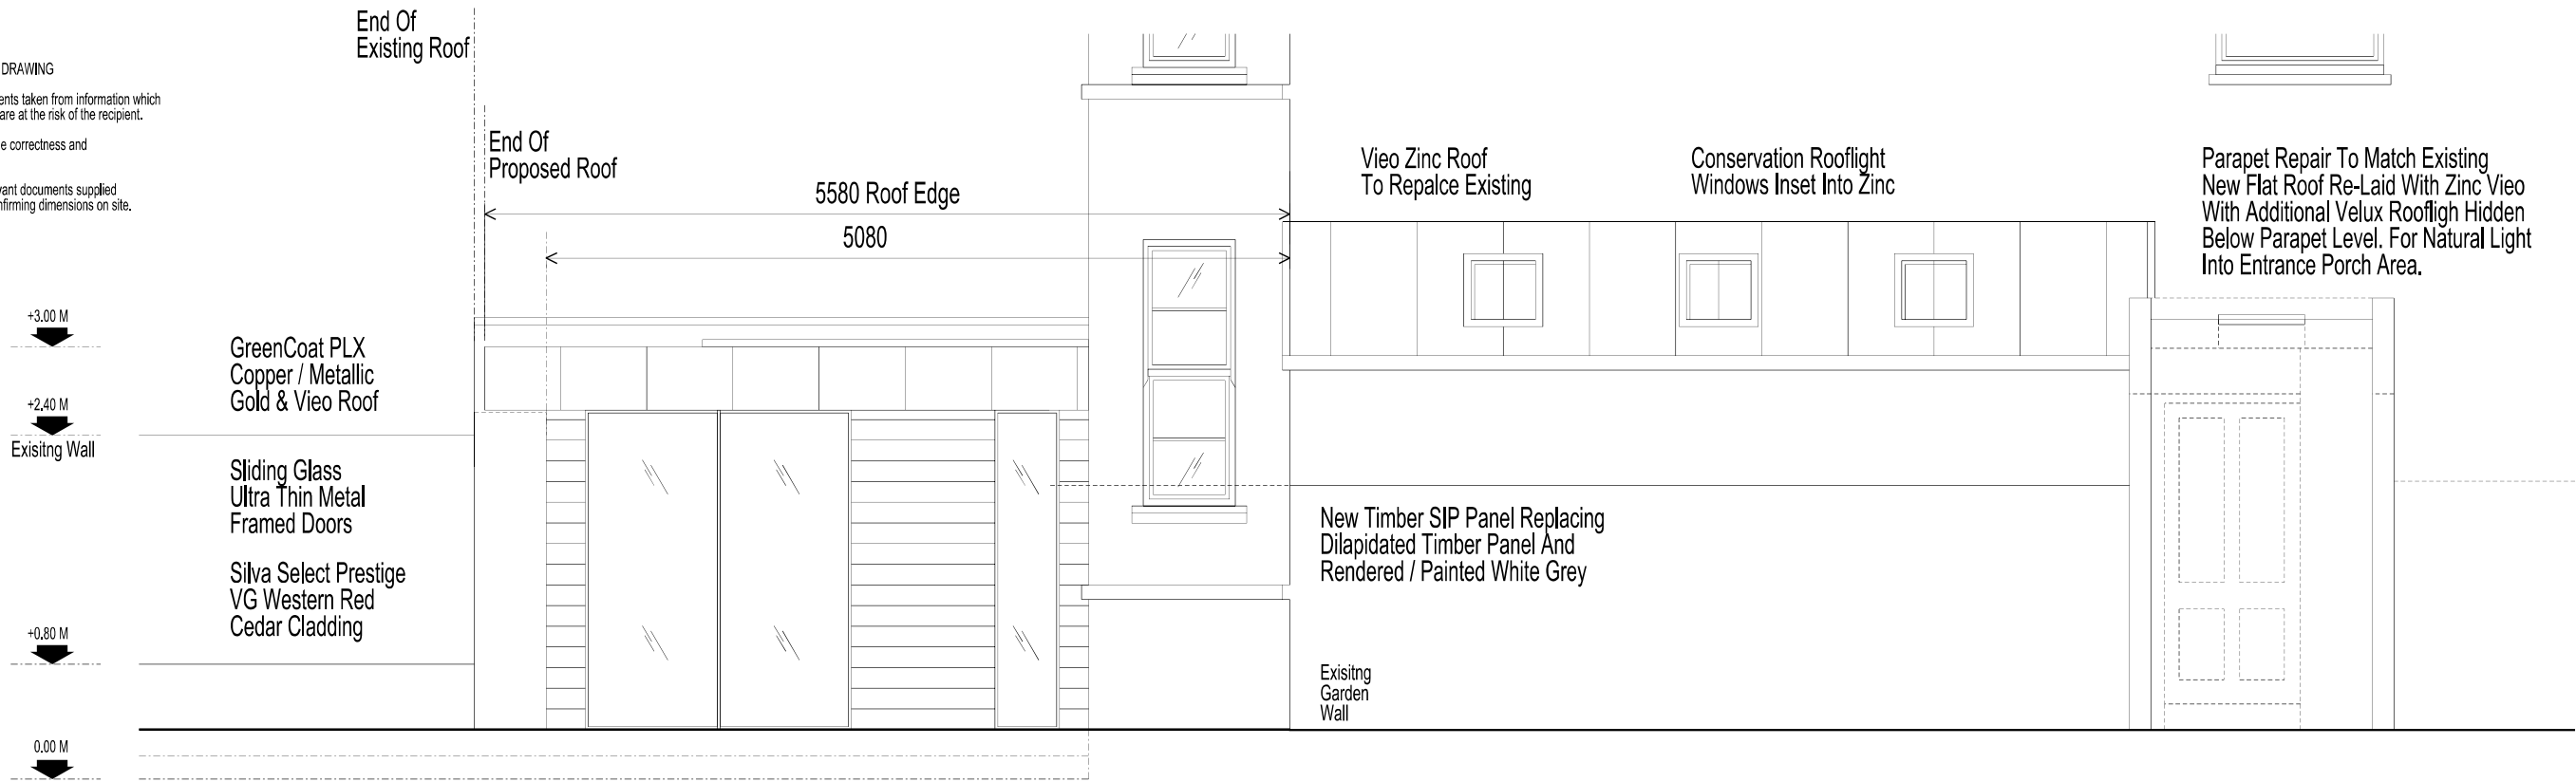 End Of
Existing Roof
DRAWING
ents taken from information which
are at the risk of the recipient.
e correctness and
vant documents supplied
nfirming dimensions on site.
End Of
Proposed Roof
5580 Roof Edge
5080
Vieo Zinc Roof
To Repalce Existing
Conservation Rooflight
Windows Inset Into Zinc
Parapet Repair To Match Existing
New Flat Roof Re-Laid With Zinc Vieo
With Additional Velux Roofligh Hidden
Below Parapet Level. For Natural Light
Into Entrance Porch Area.
+3.00 M
GreenCoat PLX
Copper / Metallic
Gold & Vieo Roof
+2.40 M
Exisitng Wall
Sliding Glass
Ultra Thin Metal
Framed Doors
Silva Select Prestige
VG Western Red
Cedar Cladding
New Timber SIP Panel Replacing
Dilapidated Timber Panel And
Rendered / Painted White Grey
+0.80 M
Exisitng
Garden
Wall
0.00 M